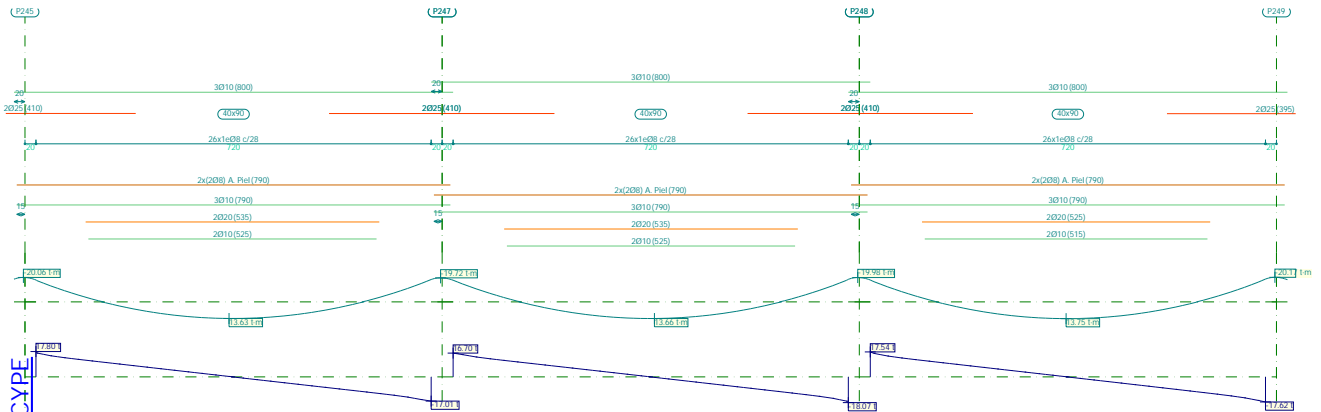 P245 P247 P248 P249
3Ø10(800)
20
3Ø10(800)
20
3Ø10(800)
20
2Ø25(410)
40x90
2Ø25(410)
40x90
2Ø25(410)
40x90
2Ø25(395)
26x1eØ8 c/28 26x1eØ8 c/28 26x1eØ8 c/28
20 720 20 20 720 20 20 720 20
2x(2Ø8) A. Piel(790) 2x(2Ø8) A. Piel(790)
2x(2Ø8) A. Piel(790)
3Ø10(790) 3Ø10(790)
3Ø10(790)
15 15 15
2Ø20(535) 2Ø20(525)
2Ø20(535)
2Ø10(525) 2Ø10(515)
2Ø10(525)
-20.06 t·m -19.72 t·m -19.98 t·m -20.17 t·m
13.63 t·m 13.66 t·m 13.75 t·m
17.80 t 16.70 t 17.54 t
-17.01 t -18.07 t -17.62 t
CYPE